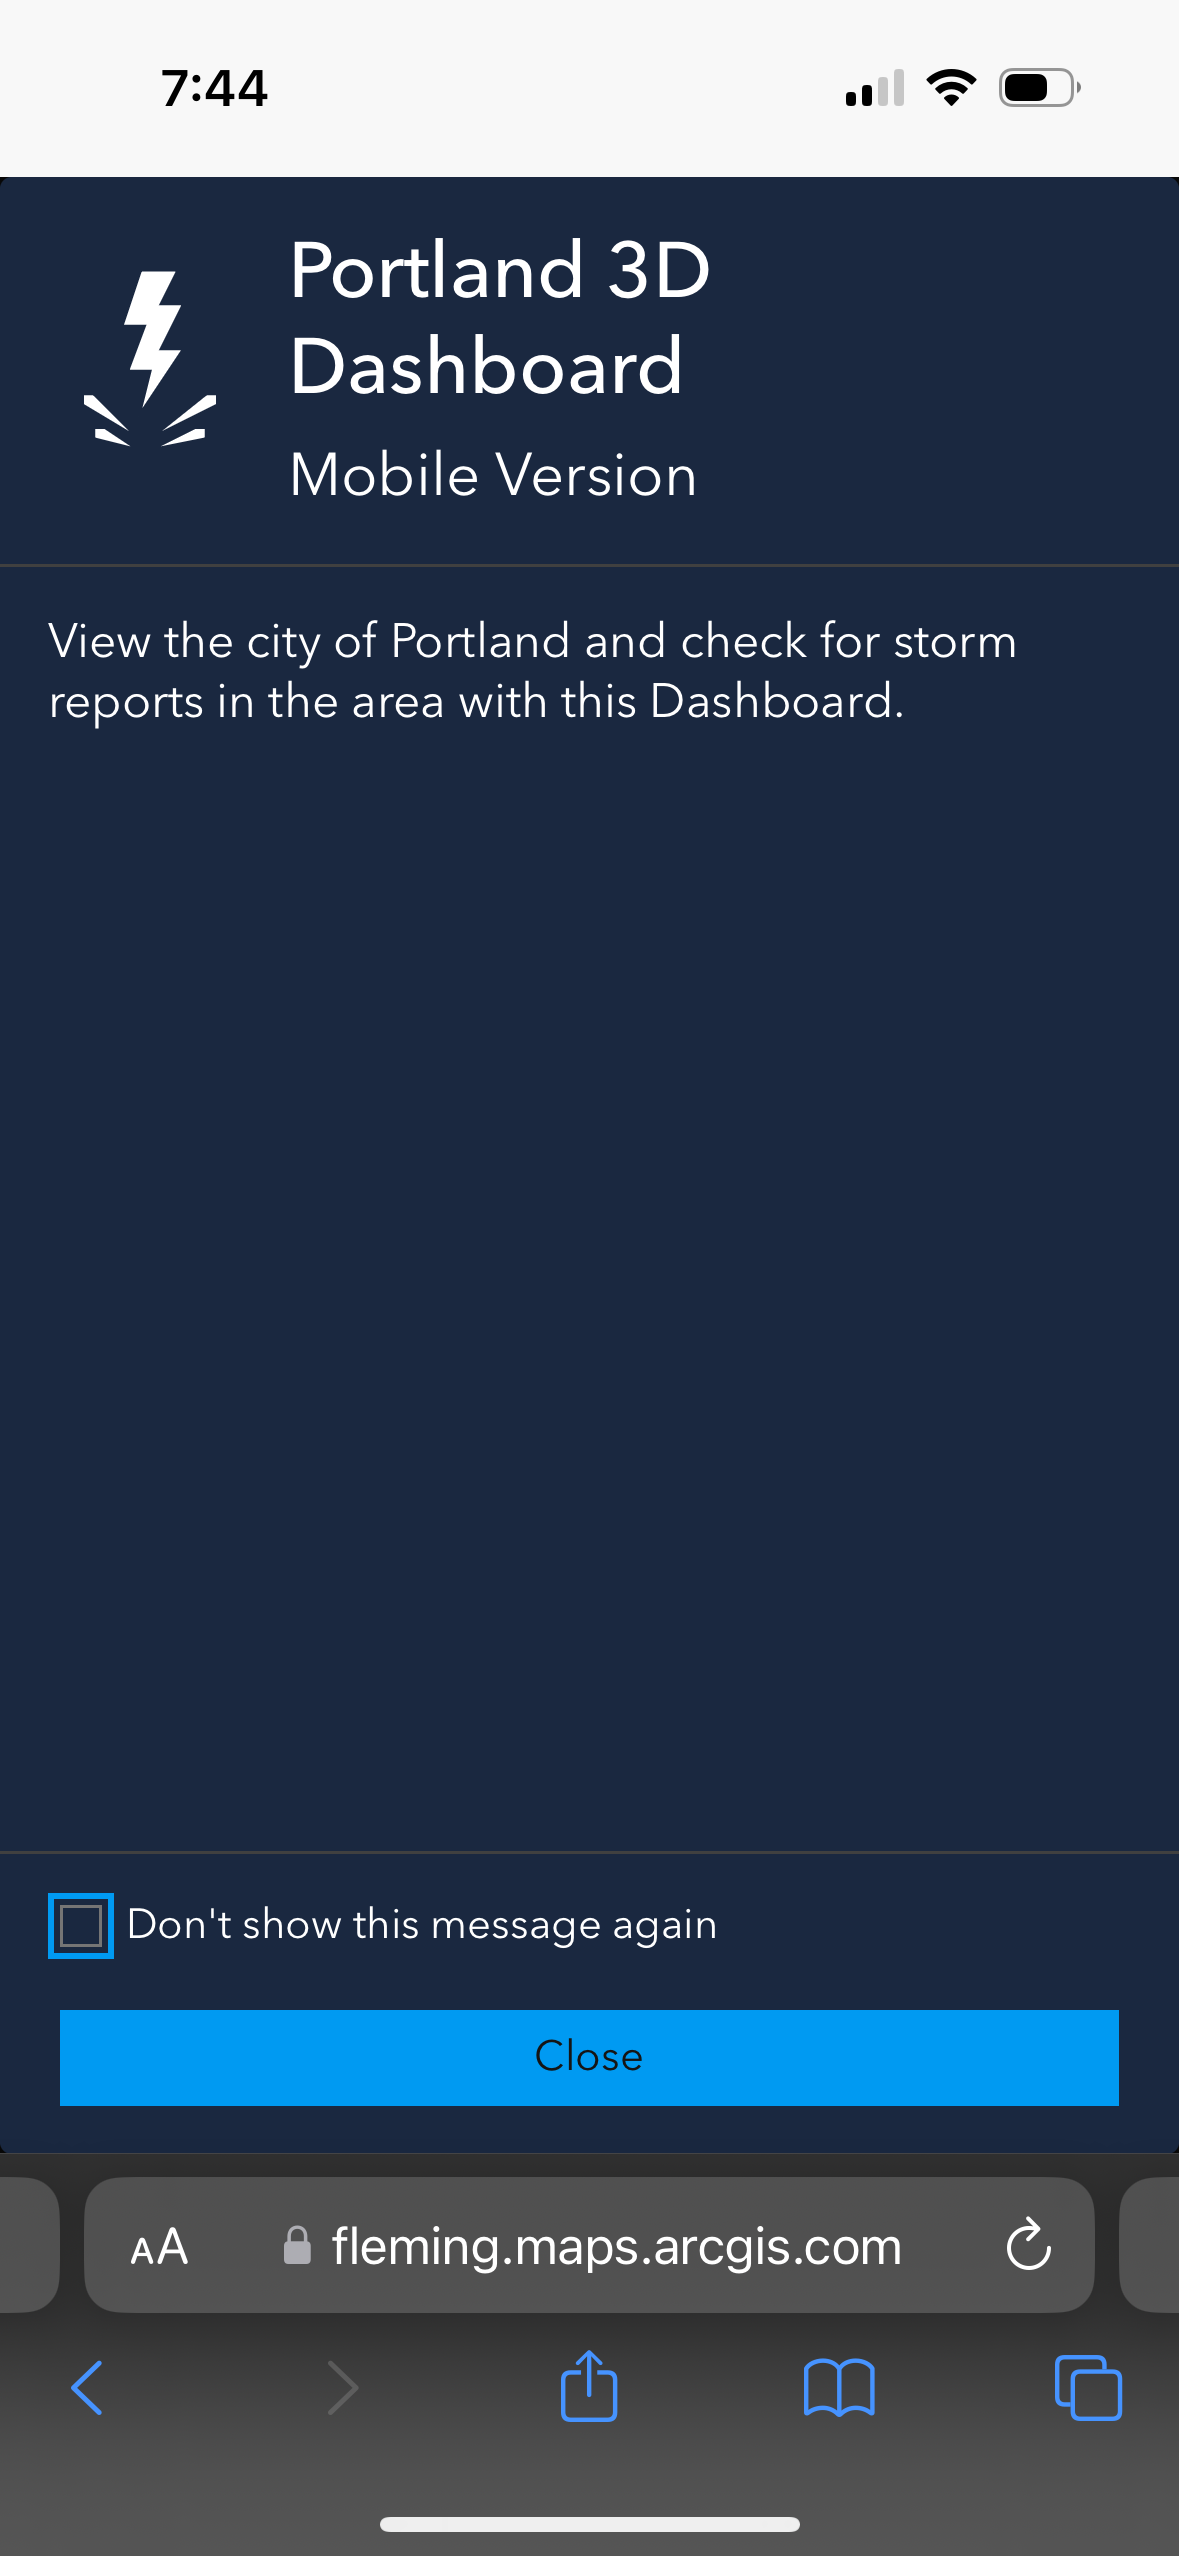 7:44
Portland 3D
Dashboard
Mobile Version
View the city of Portland and check for storm
reports in the area with this Dashboard.
Don't show this message again
Close
AA fleming.maps.arcgis.com